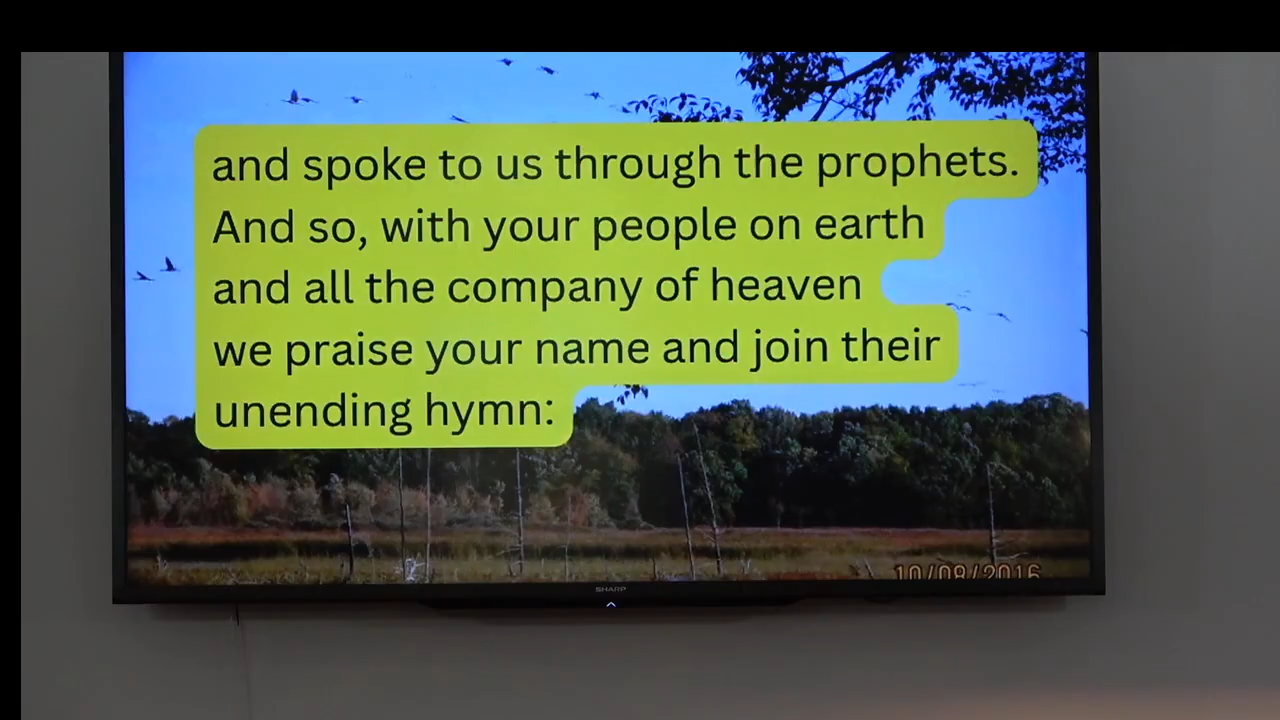 and spoke to us through the prophets.
And so, with your people on earth
and all the company of heaven
we praise your name and join their
unending hymn:
10/08/2016
SHARP